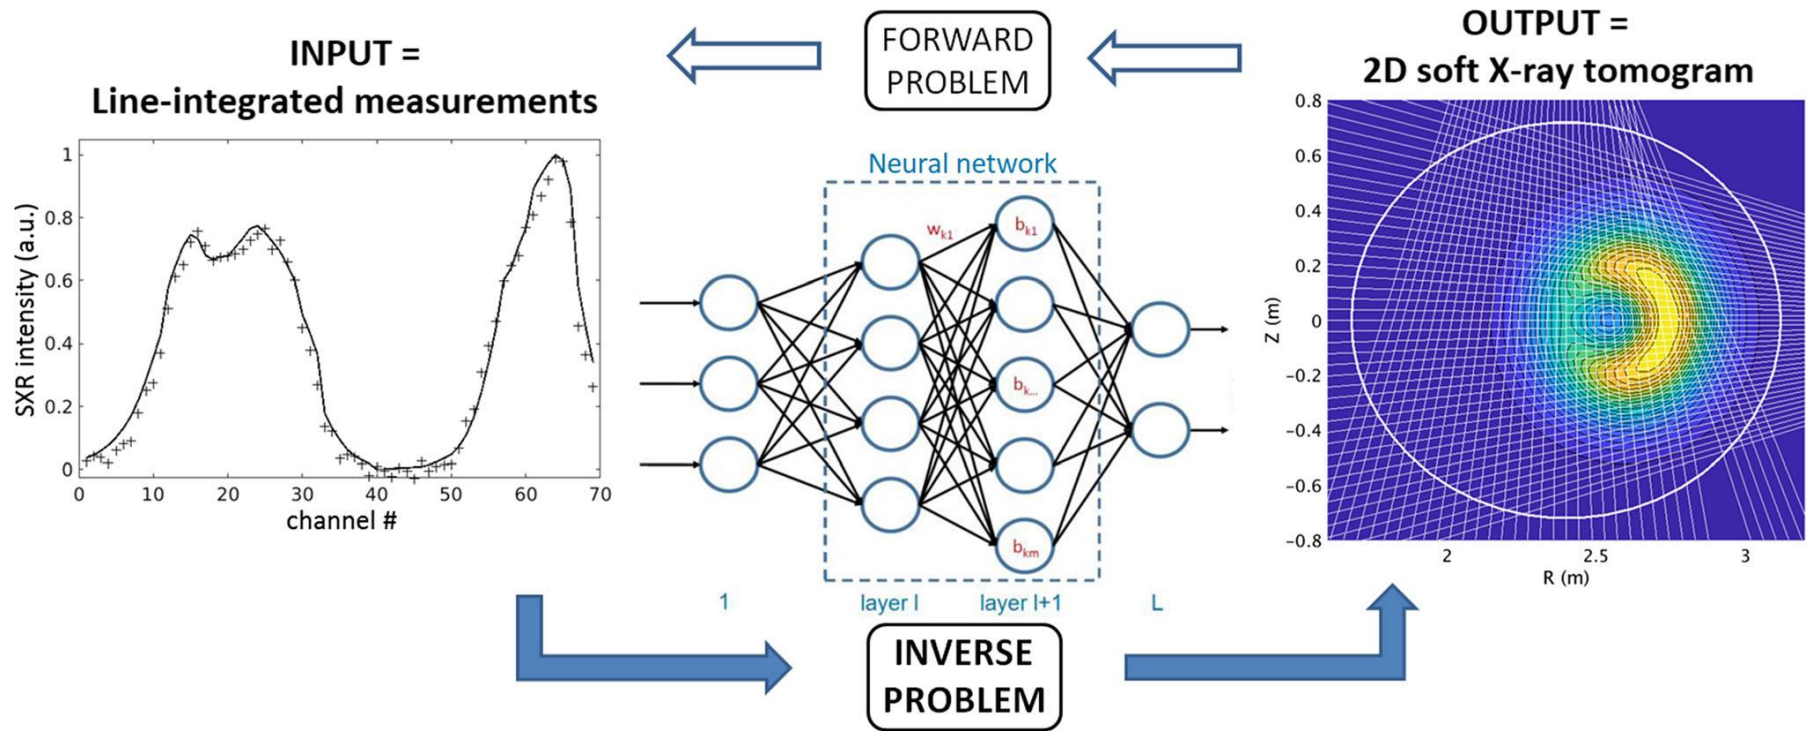 INPUT =
Line-integrated measurements
FORWARD
PROBLEM
OUTPUT =
2D soft X-ray tomogram
SXR intensity (a.u.)
1
0.8
0.6
0.4
0.2
0
0 10 20 30 40 50 60 70
channel #
Neural network
w_k1
b_k1
b_k...
b_km
1 layer l layer l+1 L
INVERSE
PROBLEM
Z (m)
0.8
0.6
0.4
0.2
0
−0.2
−0.4
−0.6
−0.8
2 2.5 3
R (m)